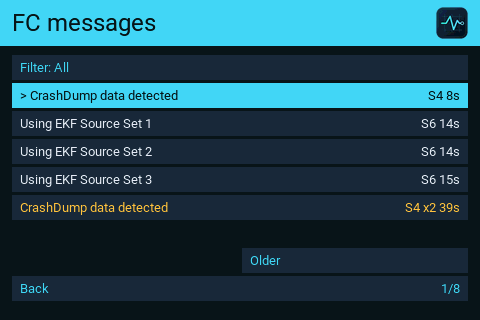 FC messages
Filter: All
> CrashDump data detected S4 8s
Using EKF Source Set 1 S6 14s
Using EKF Source Set 2 S6 14s
Using EKF Source Set 3 S6 15s
CrashDump data detected S4 x2 39s
Older
Back 1/8